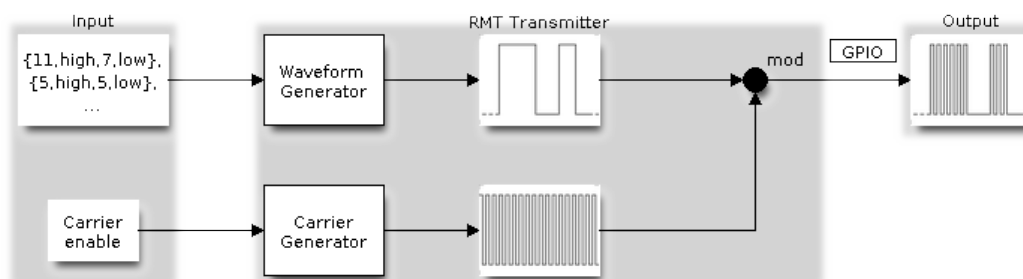 Input
RMT Transmitter
Output
{11,high,7,low},
{5,high,5,low},
...
Waveform
Generator
mod
GPIO
Carrier
enable
Carrier
Generator